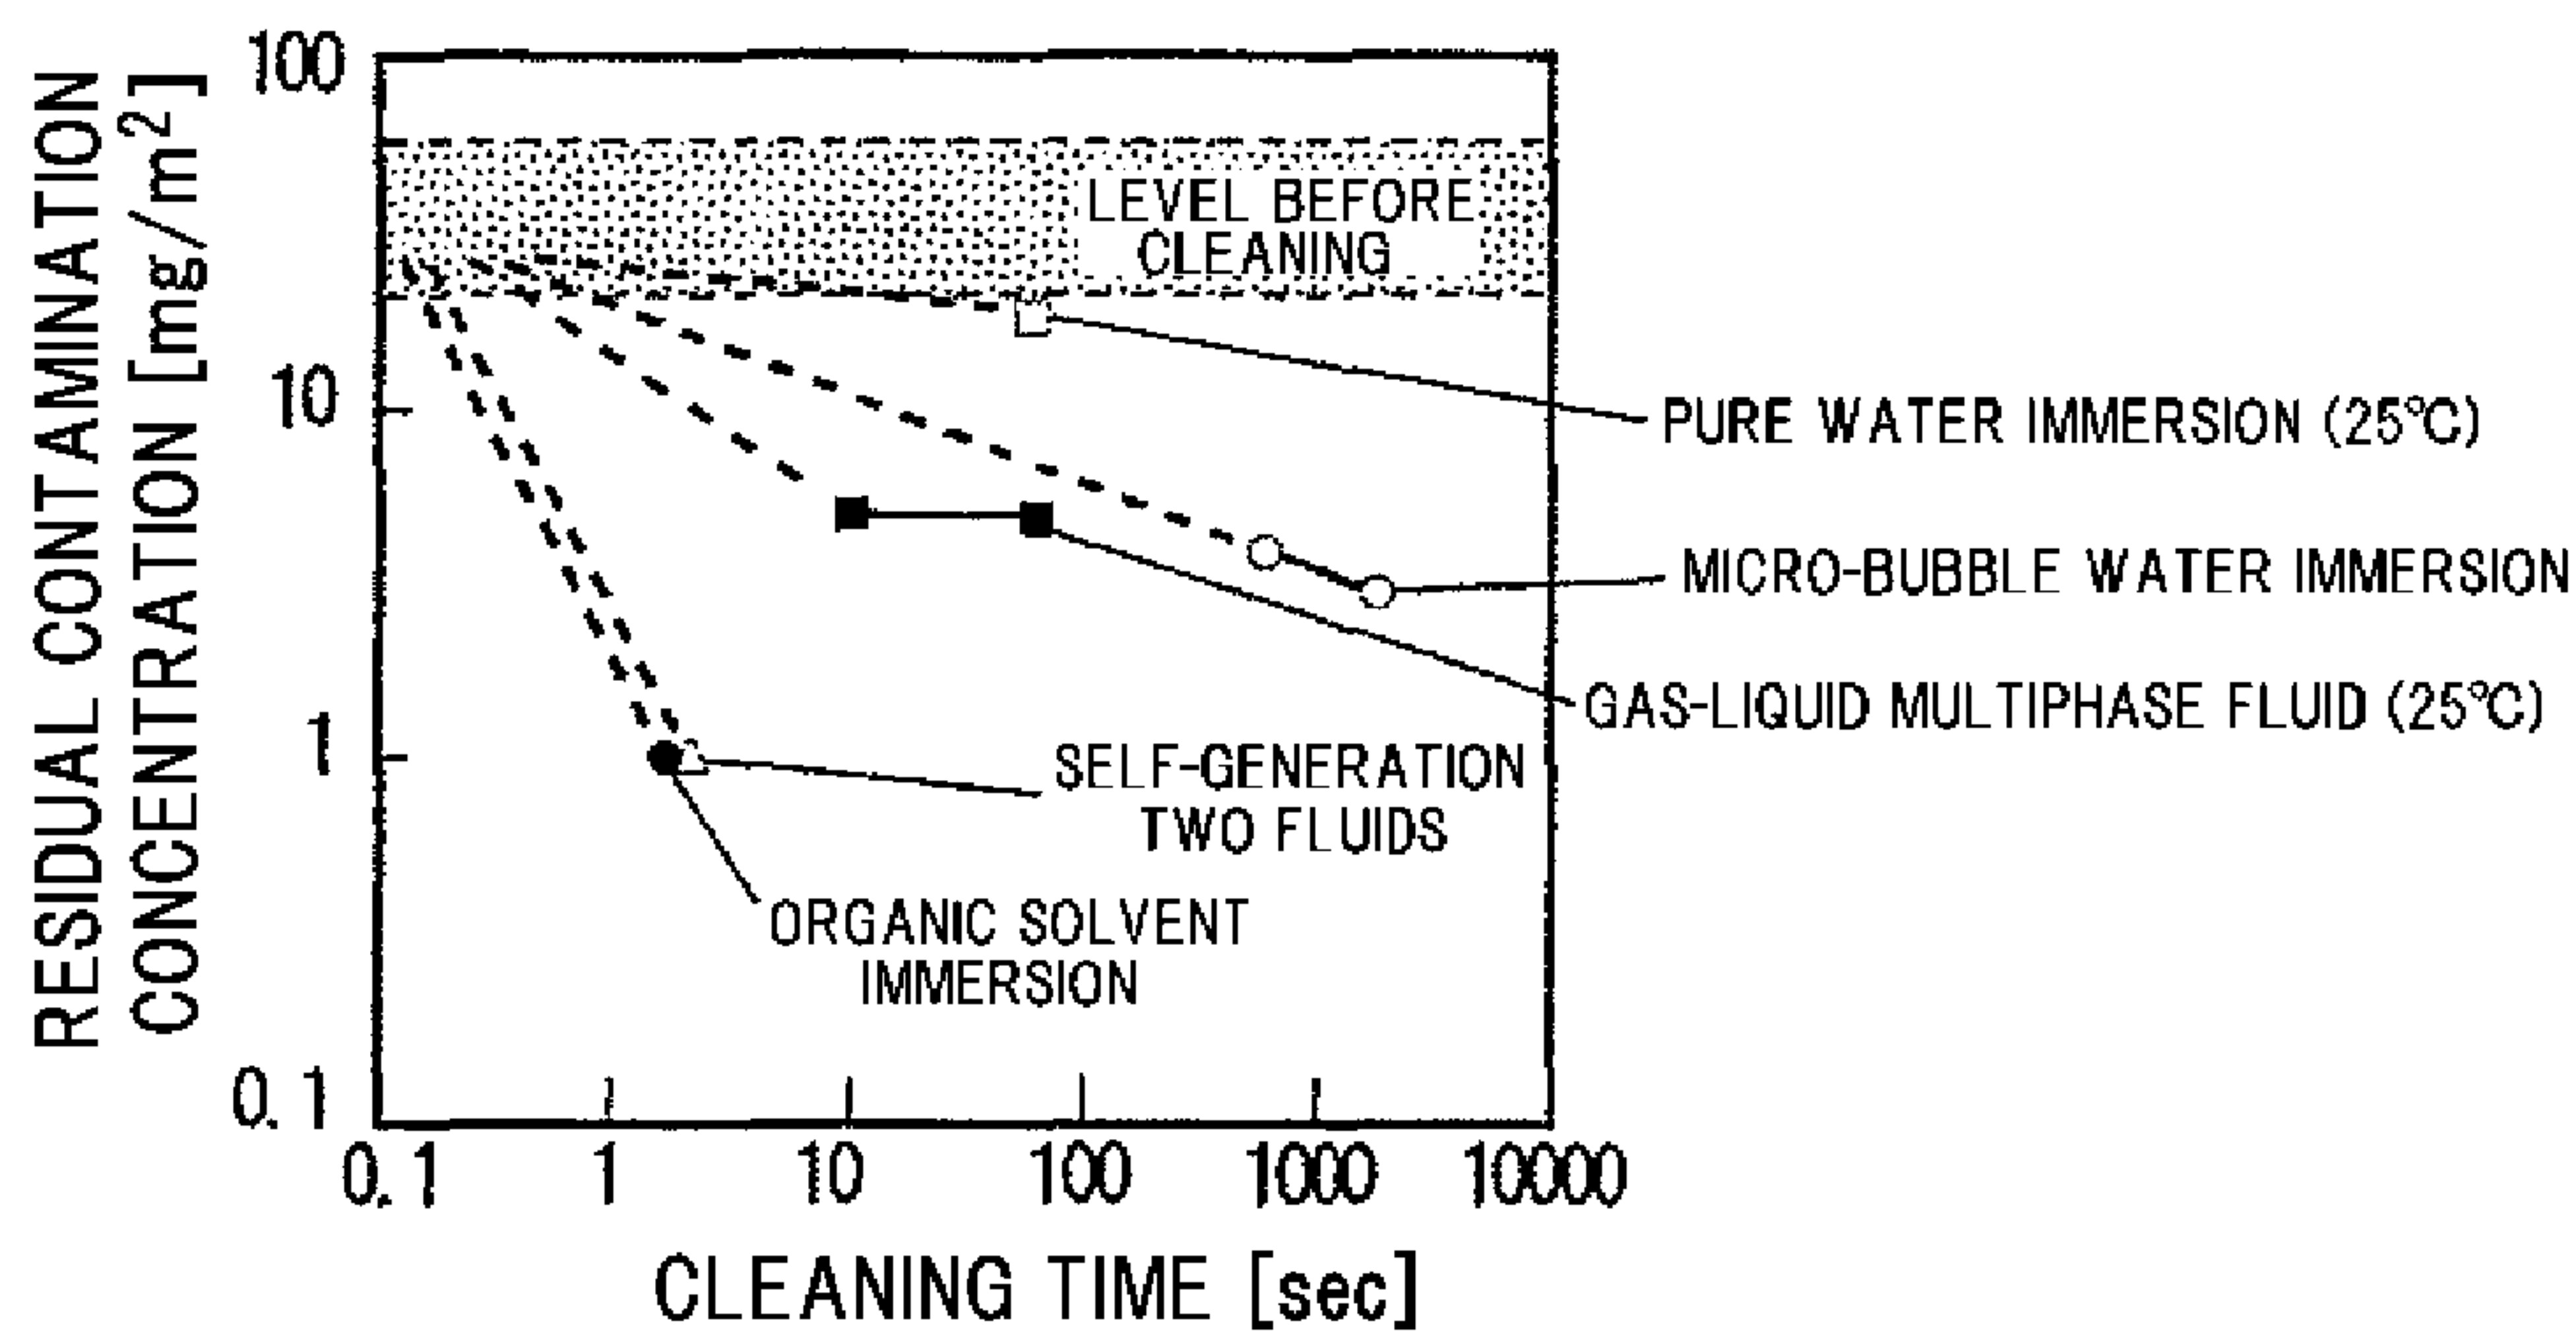 RESIDUAL CONTAMINATION
CONCENTRATION [mg/m²]
100
10
1
0.1
LEVEL BEFORE
CLEANING
PURE WATER IMMERSION (25℃)
MICRO-BUBBLE WATER IMMERSION
GAS-LIQUID MULTIPHASE FLUID (25℃)
SELF-GENERATION
TWO FLUIDS
ORGANIC SOLVENT
IMMERSION
0.1 1 10 100 1000 10000
CLEANING TIME [sec]